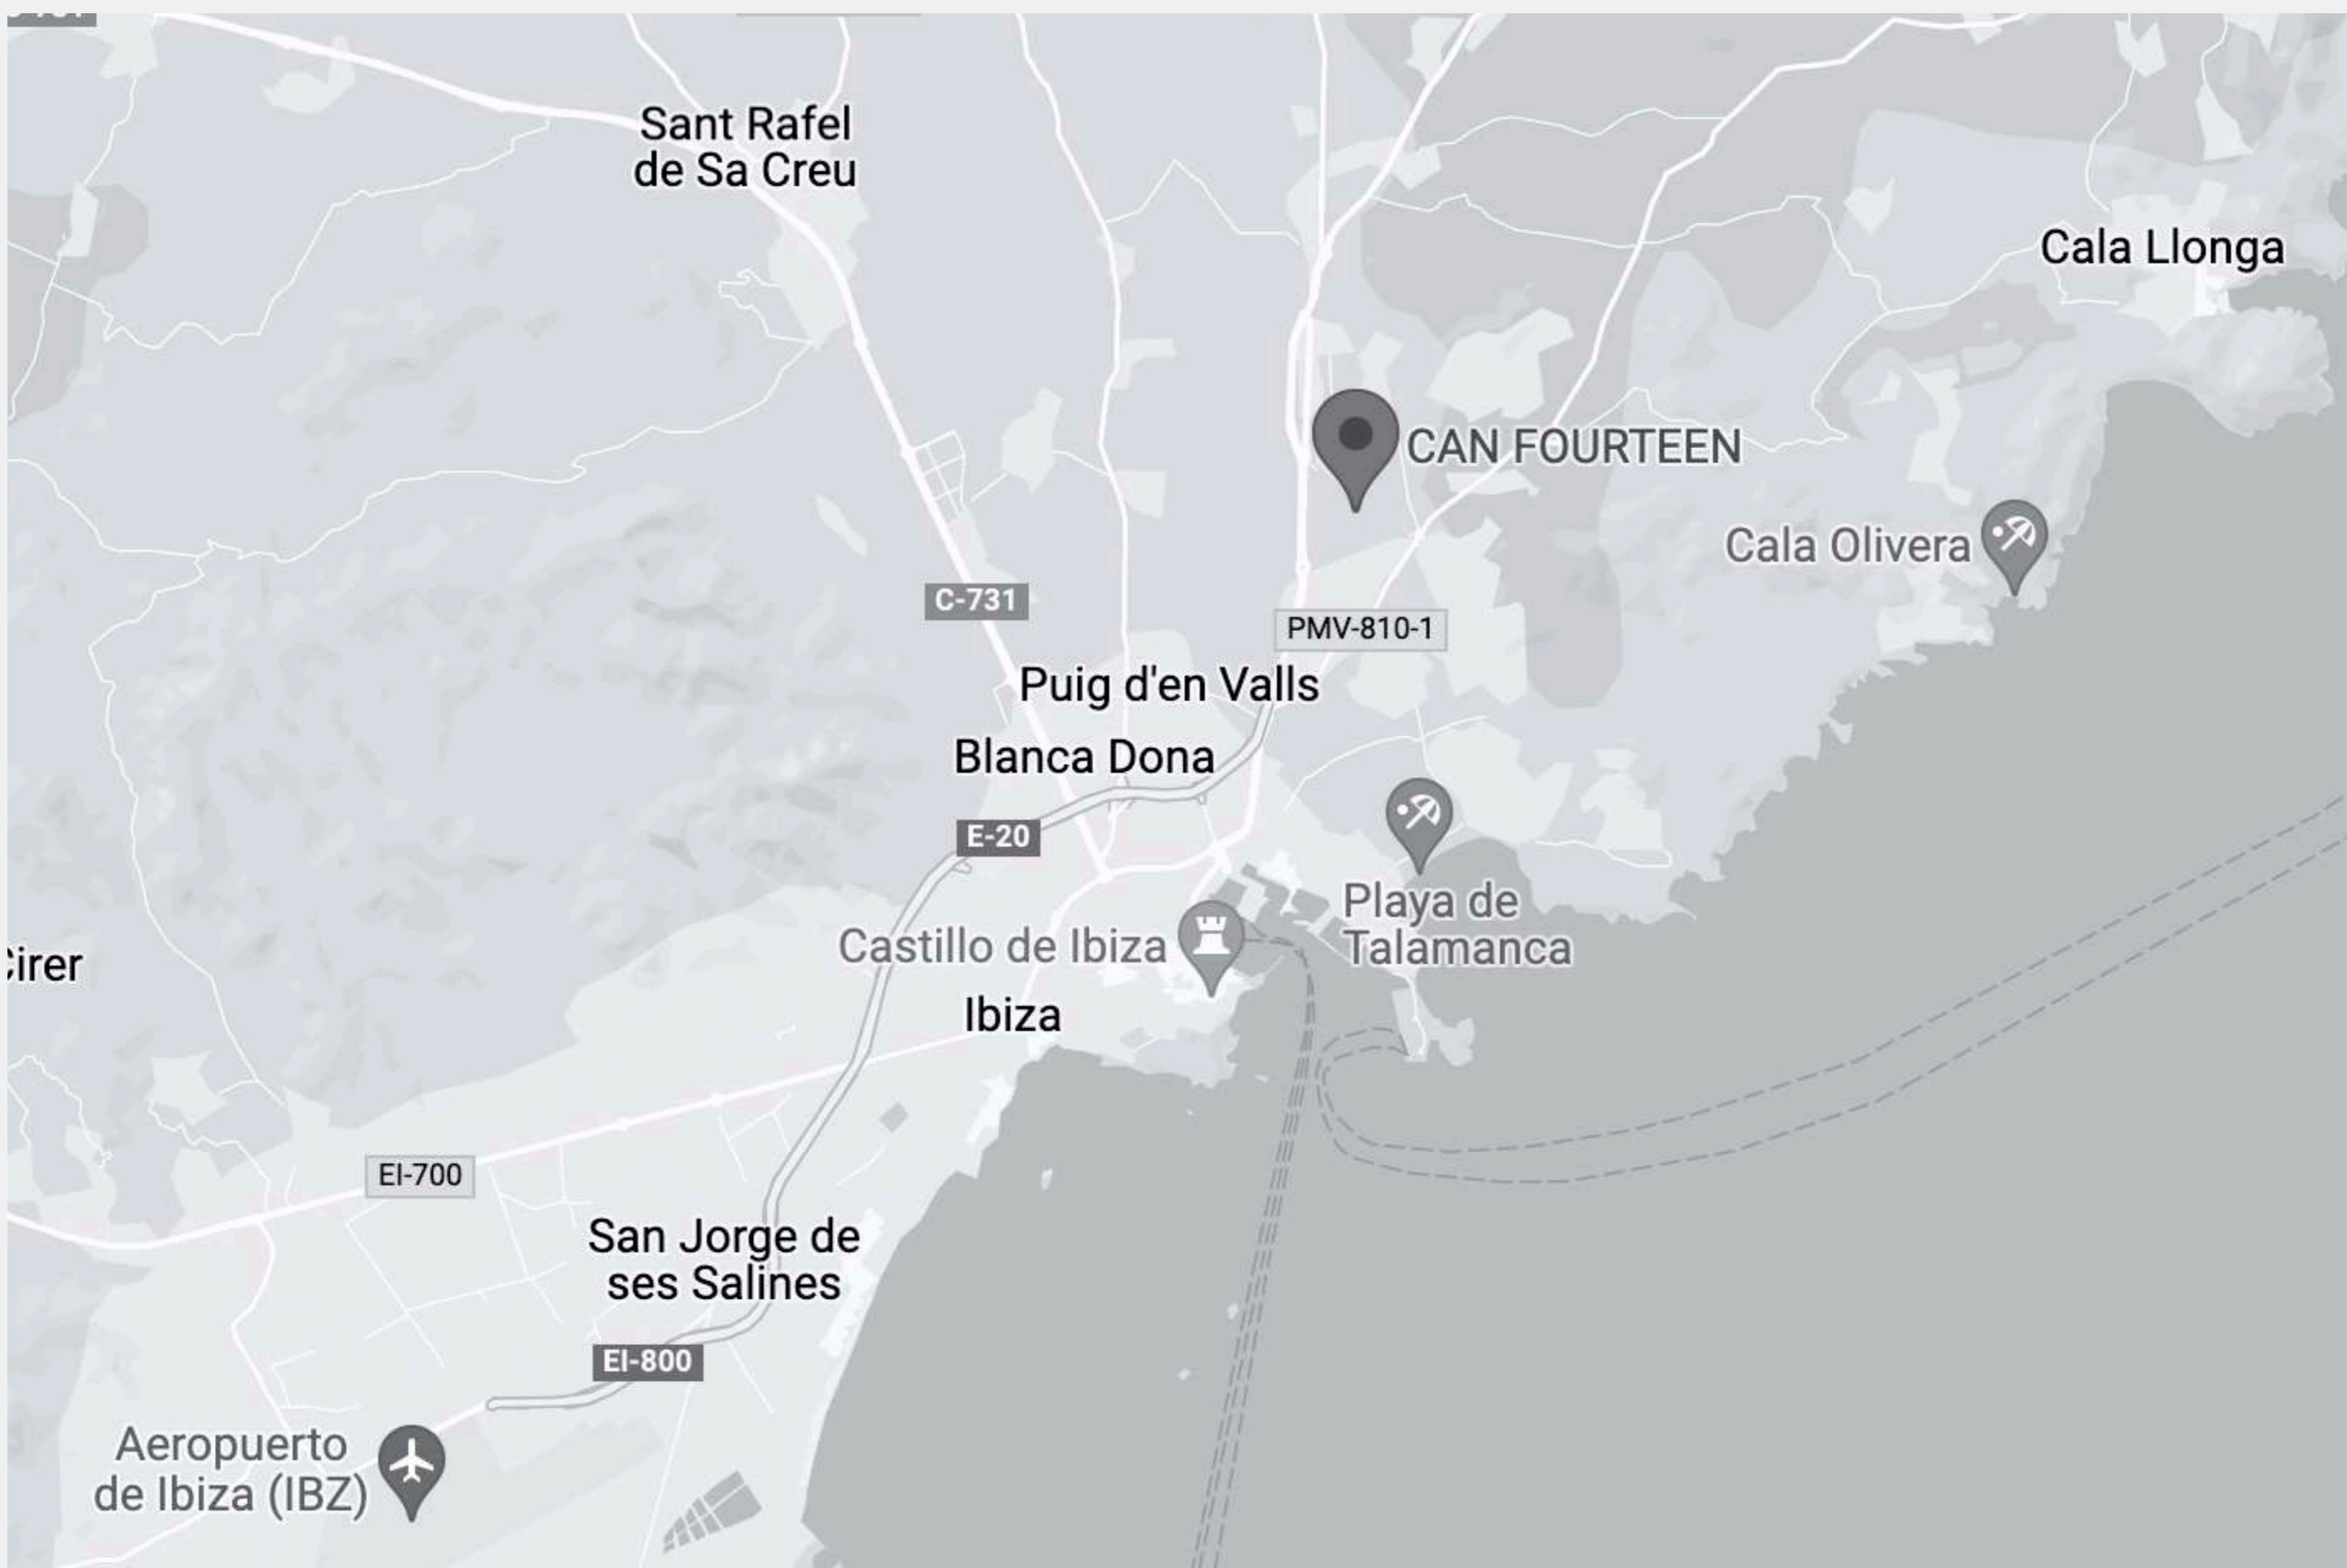 Sant Rafel
de Sa Creu
Cala Llonga
CAN FOURTEEN
Cala Olivera
C-731
PMV-810-1
Puig d'en Valls
Blanca Dona
E-20
Playa de
Talamanca
Castillo de Ibiza
Ibiza
EI-700
San Jorge de
ses Salines
EI-800
Aeropuerto
de Ibiza (IBZ)